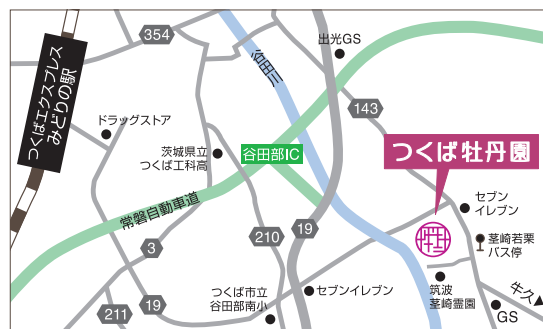 354
出光GS
つくばエクスプレス
みどりの駅
谷田川
143
ドラッグストア
茨城県立
つくば工科高
谷田部IC
つくば牡丹園
常磐自動車道
セブン
イレブン
茎崎若栗
バス停
3
210
19
19
211
つくば市立
谷田部南小
セブンイレブン
筑波
茎崎霊園
牛久▲
GS